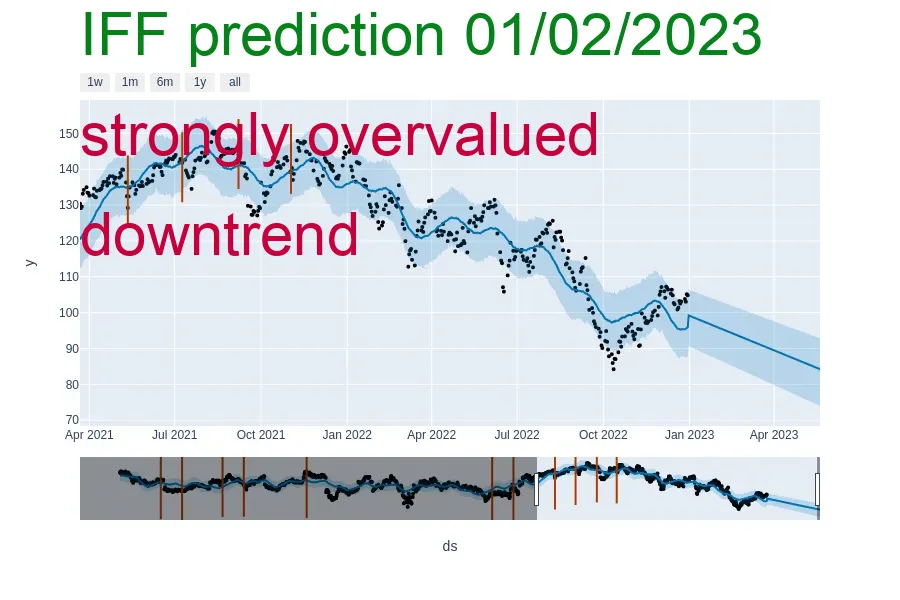 IFF prediction 01/02/2023
1w 1m 6m 1y all
strongly overvalued
downtrend
150
140
130
120
110
100
90
80
70
y
Apr 2021 Jul 2021 Oct 2021 Jan 2022 Apr 2022 Jul 2022 Oct 2022 Jan 2023 Apr 2023
ds